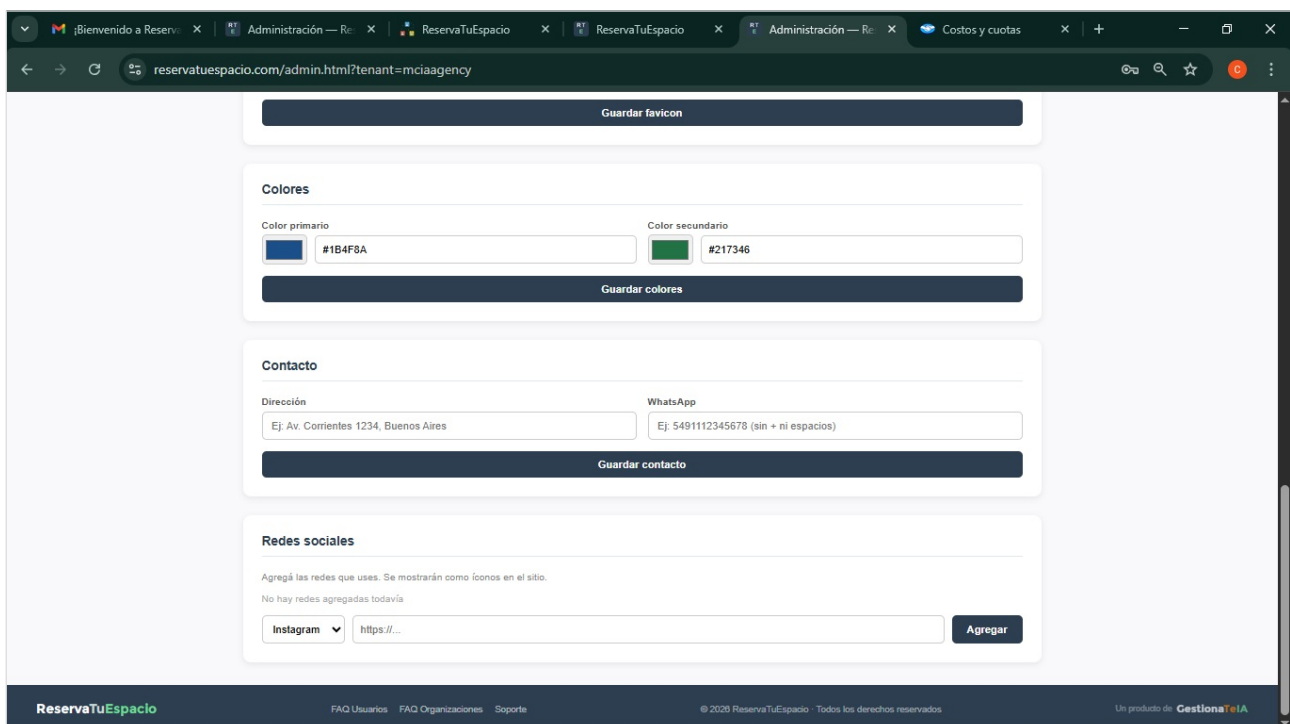 ¡Bienvenido a Reserva
RT
E
Administración — Re
ReservaTuEspacio
RT
E
ReservaTuEspacio
RT
E
Administración — Re
Costos y cuotas
reservatuespacio.com/admin.html?tenant=mciaagency
C
Guardar favicon
Colores
Color primario
Color secundario
#1B4F8A
#217346
Guardar colores
Contacto
Dirección
WhatsApp
Ej: Av. Corrientes 1234, Buenos Aires
Ej: 5491112345678 (sin + ni espacios)
Guardar contacto
Redes sociales
Agregá las redes que uses. Se mostrarán como íconos en el sitio.
No hay redes agregadas todavía
Instagram
https://...
Agregar
ReservaTuEspacio
FAQ Usuarios FAQ Organizaciones Soporte
© 2026 ReservaTuEspacio · Todos los derechos reservados
Un producto de GestionaTeIA